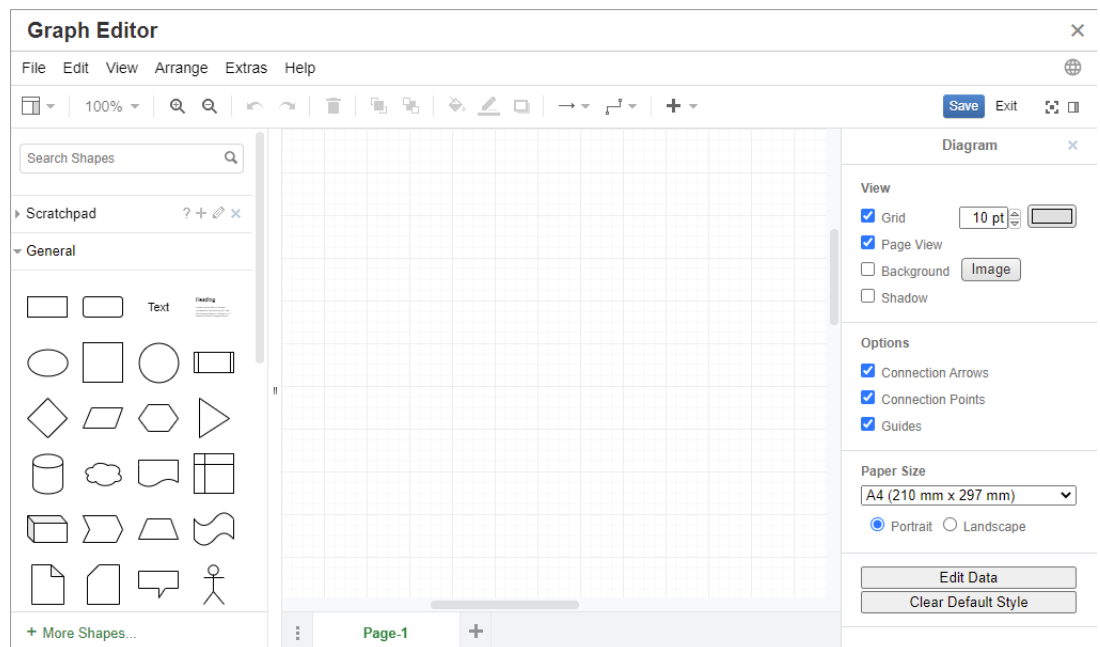 Graph Editor
File Edit View Arrange Extras Help
100%
Save Exit
Search Shapes
Scratchpad
?
General
Text
Heading
More Shapes...
Page-1
Diagram
View
Grid 10 pt
Page View
Background Image
Shadow
Options
Connection Arrows
Connection Points
Guides
Paper Size
A4 (210 mm x 297 mm)
Portrait Landscape
Edit Data
Clear Default Style